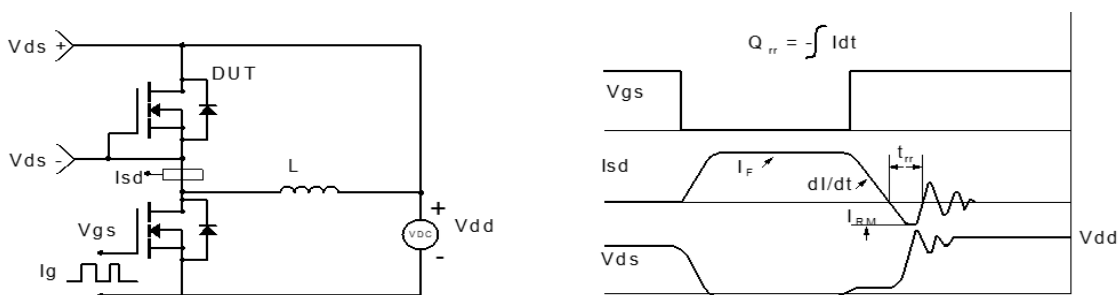 Vds +
DUT
Vds -
Isd
L
Vgs
+
VDC
-
Vdd
Ig
Q rr = -∫ Idt
Vgs
Isd
I F
dI/dt
t rr
I RM
Vds
Vdd